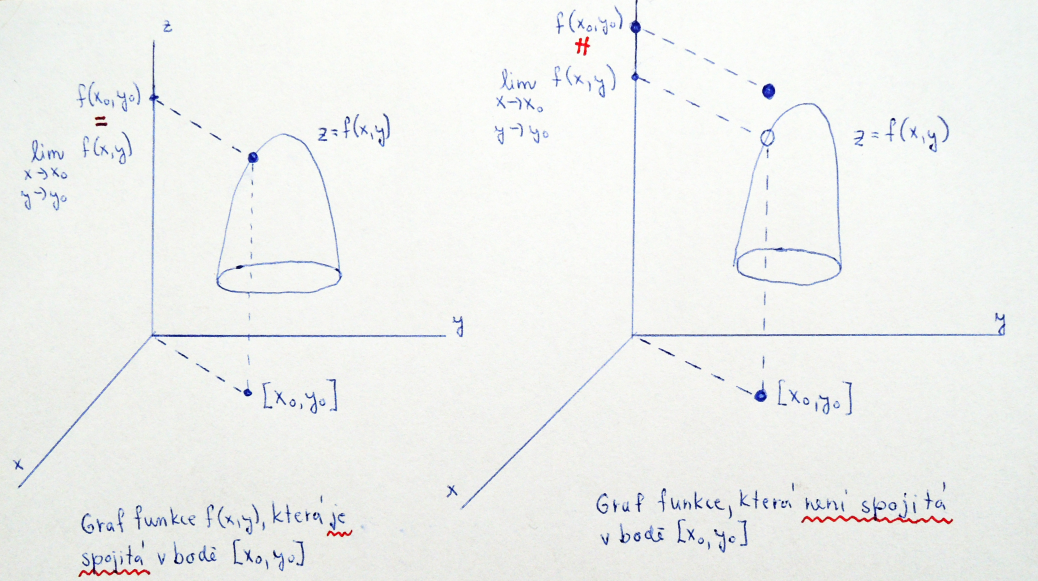 z
f(x₀,y₀)
=
lim f(x,y)
x→x₀
y→y₀
z=f(x,y)
y
[x₀,y₀]
x
Graf funkce f(x,y), která je
spojitá v bodě [x₀,y₀]
f(x₀,y₀)
≠
lim f(x,y)
x→x₀
y→y₀
z=f(x,y)
y
[x₀,y₀]
x
Graf funkce, která není spojitá
v bodě [x₀,y₀]